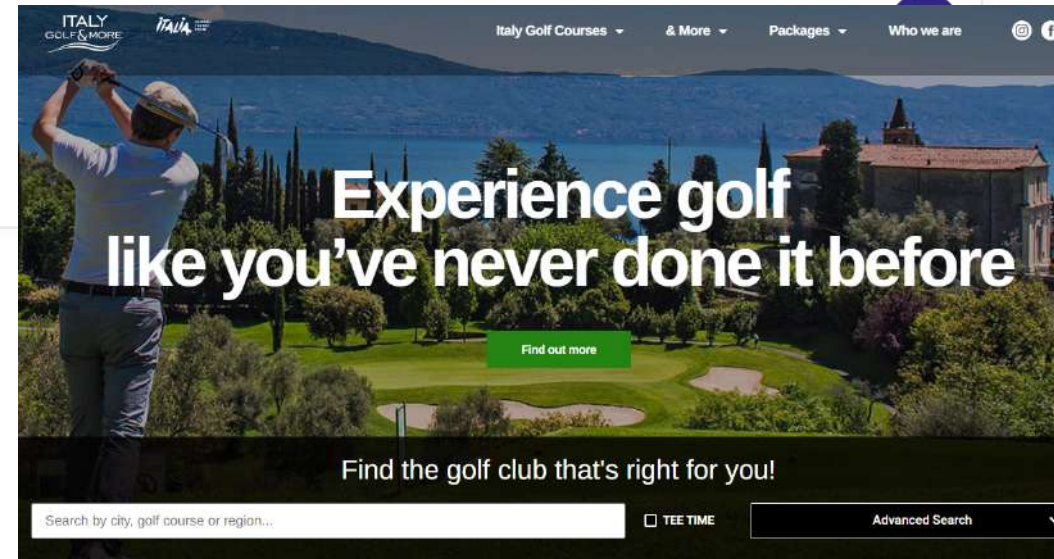 ITALY
GOLF&MORE
ITALIA
Italy Golf Courses
& More
Packages
Who we are
Experience golf
like you've never done it before
Find out more
Find the golf club that's right for you!
Search by city, golf course or region...
TEE TIME
Advanced Search